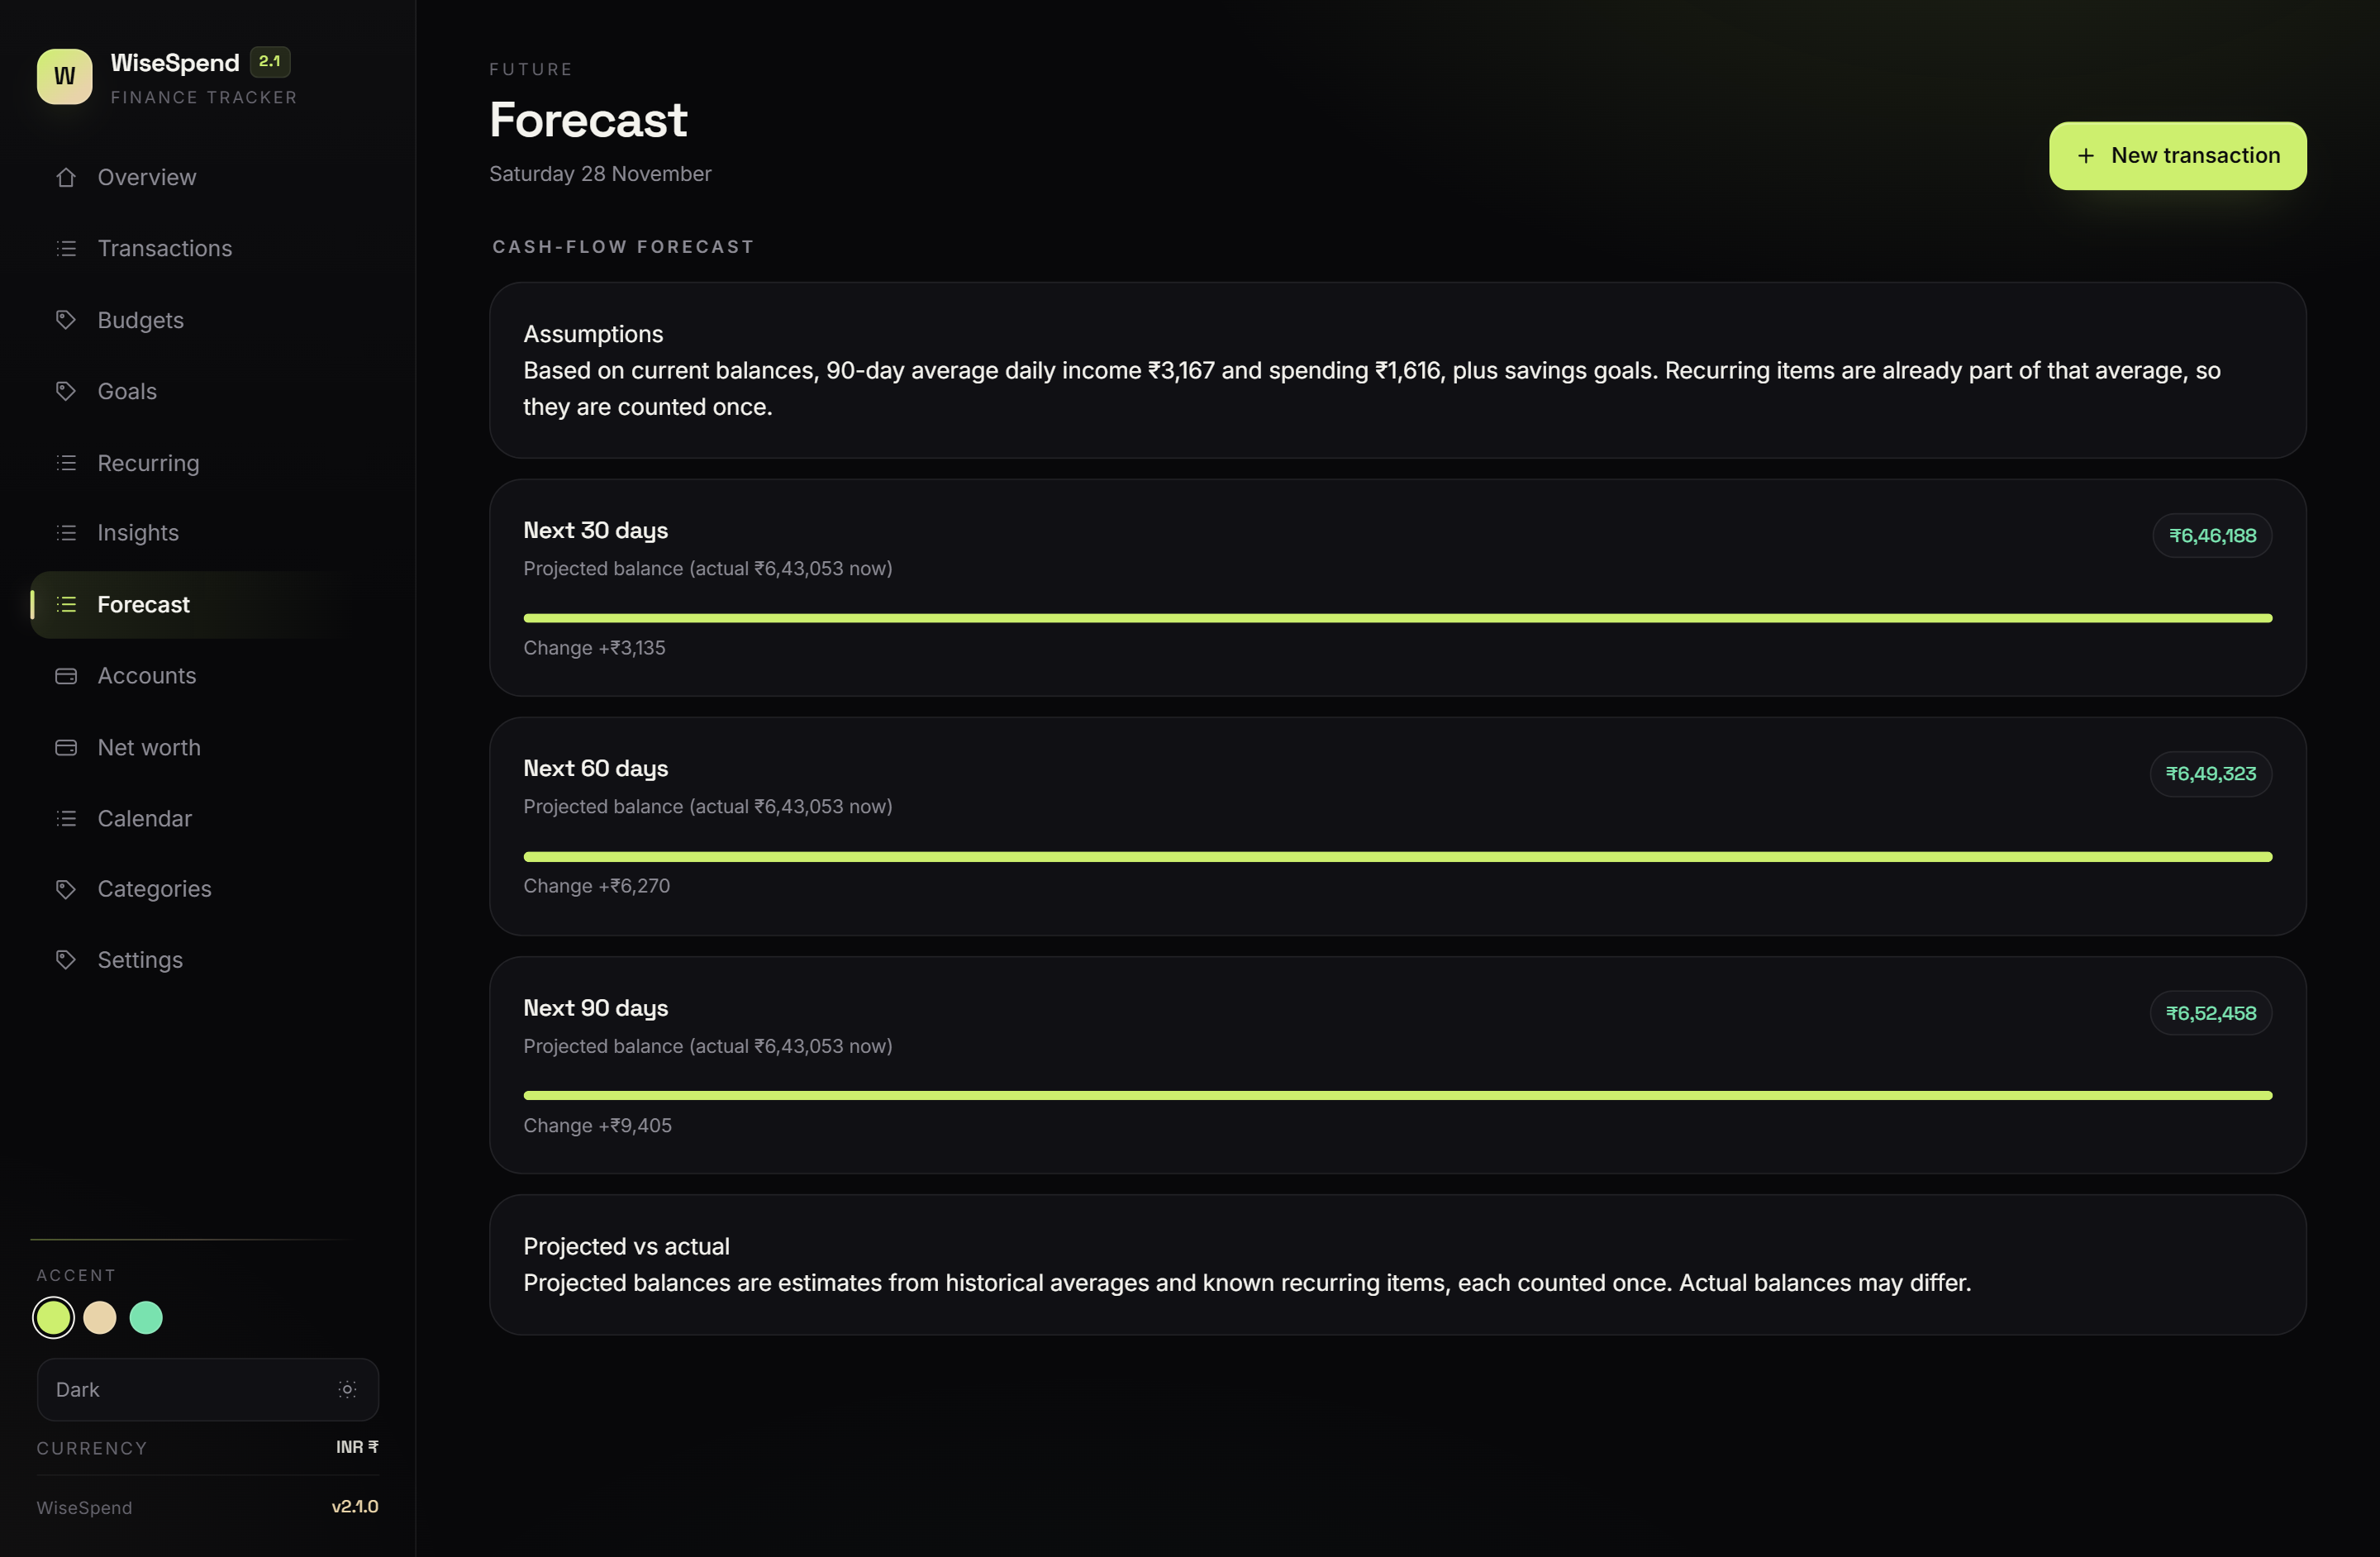 W
WiseSpend 2.1
FINANCE TRACKER
Overview
Transactions
Budgets
Goals
Recurring
Insights
Forecast
Accounts
Net worth
Calendar
Categories
Settings
ACCENT
Dark
CURRENCY INR ₹
WiseSpend v2.1.0
FUTURE
Forecast
Saturday 28 November
+ New transaction
CASH-FLOW FORECAST
Assumptions
Based on current balances, 90-day average daily income ₹3,167 and spending ₹1,616, plus savings goals. Recurring items are already part of that average, so
they are counted once.
Next 30 days
₹6,46,188
Projected balance (actual ₹6,43,053 now)
Change +₹3,135
Next 60 days
₹6,49,323
Projected balance (actual ₹6,43,053 now)
Change +₹6,270
Next 90 days
₹6,52,458
Projected balance (actual ₹6,43,053 now)
Change +₹9,405
Projected vs actual
Projected balances are estimates from historical averages and known recurring items, each counted once. Actual balances may differ.